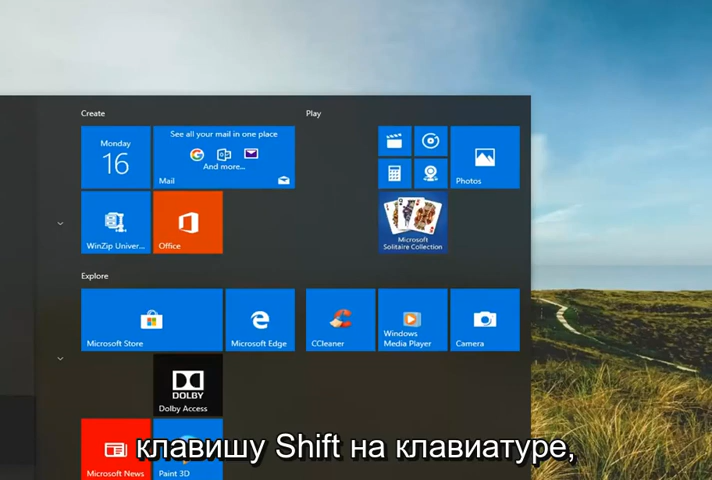 Create
Play
Monday
16
See all your mail in one place
And more...
Mail
Photos
WinZip Univer...
Office
Microsoft
Solitaire Collection
Explore
Microsoft Store
Microsoft Edge
CCleaner
Windows
Media Player
Camera
DOLBY
Dolby Access
клавишу Shift на клавиатуре,
Microsoft News
Paint 3D